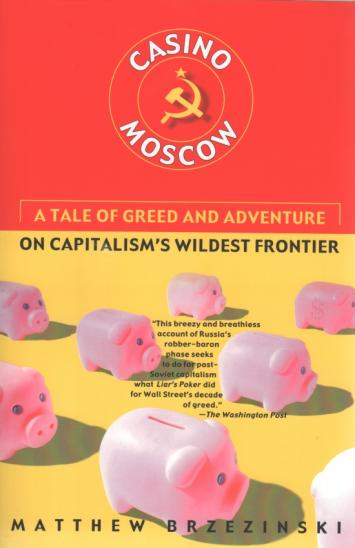 CASINO
MOSCOW
A TALE OF GREED AND ADVENTURE
ON CAPITALISM'S WILDEST FRONTIER
"This breezy and breathless
account of Russia's
robber-baron
phase seeks
to do for post-
Soviet capitalism
what Liar's Poker did
for Wall Street's decade
of greed."
—The Washington Post
MATTHEW BRZEZINSKI